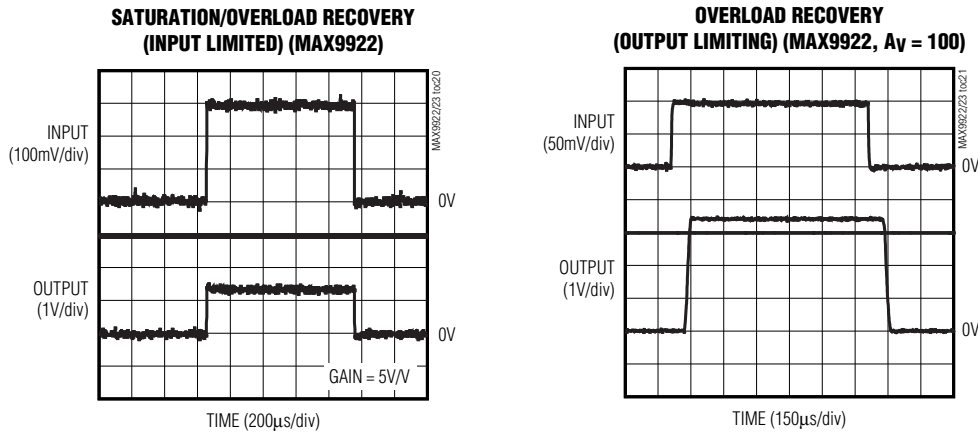 SATURATION/OVERLOAD RECOVERY
(INPUT LIMITED) (MAX9922)
MAX9922/23 toc20
INPUT
(100mV/div)
0V
OUTPUT
(1V/div)
0V
GAIN = 5V/V
TIME (200µs/div)
OVERLOAD RECOVERY
(OUTPUT LIMITING) (MAX9922, AV = 100)
MAX9922/23 toc21
INPUT
(50mV/div)
0V
OUTPUT
(1V/div)
0V
TIME (150µs/div)